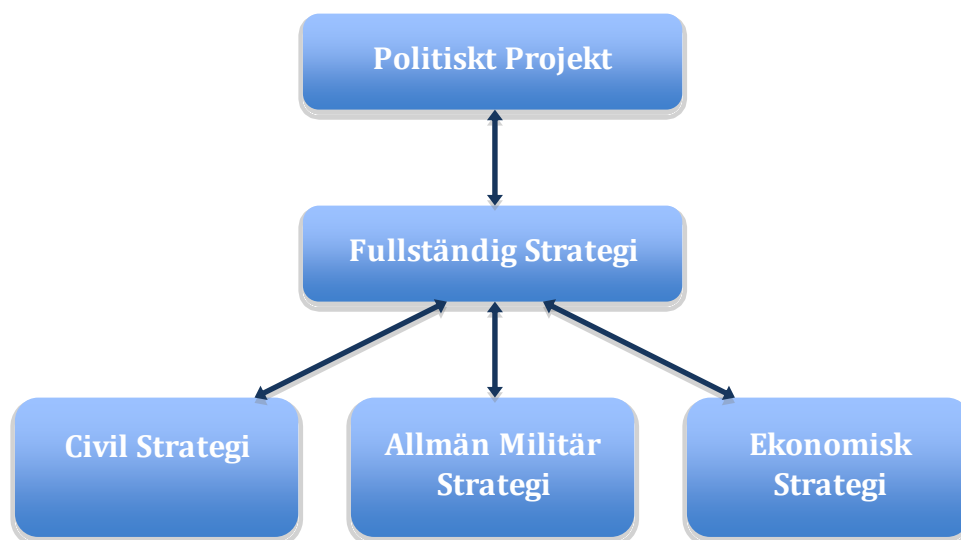 Politiskt Projekt
Fullständig Strategi
Civil Strategi
Allmän Militär
Strategi
Ekonomisk
Strategi